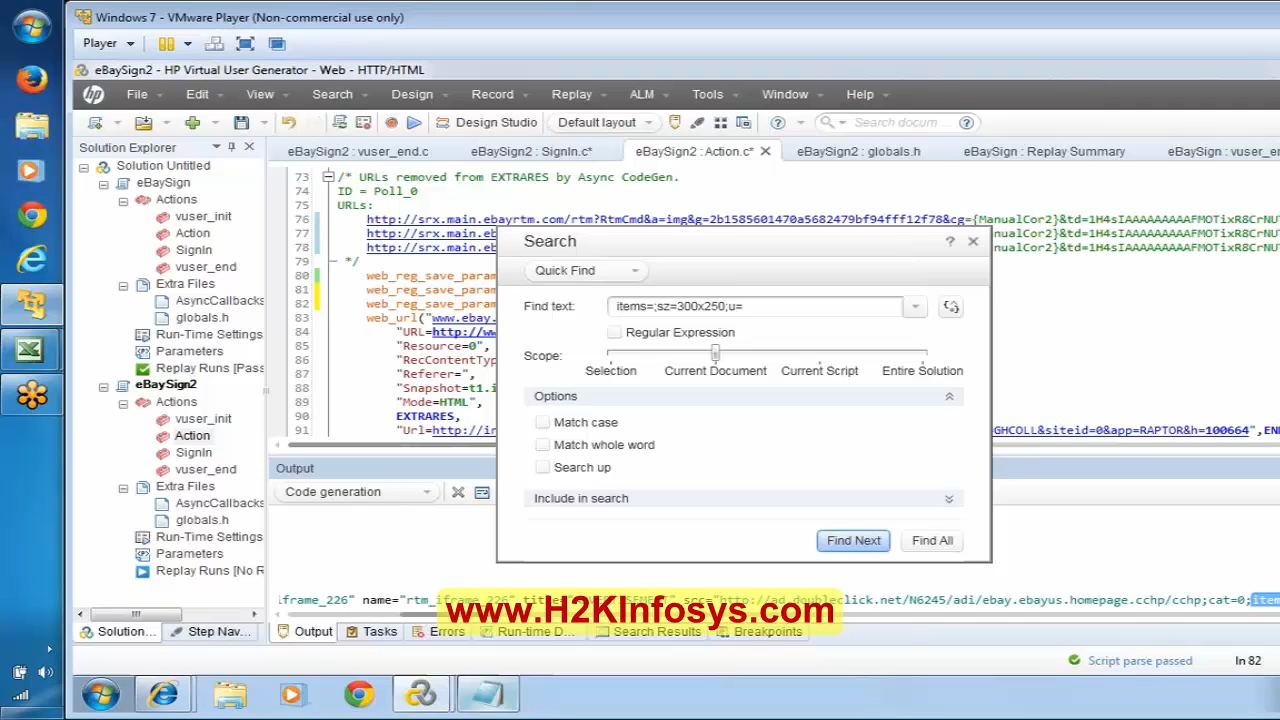 Windows 7 - VMware Player (Non-commercial use only)
Player
eBaySign2 - HP Virtual User Generator - Web - HTTP/HTML
hp File Edit View Search Design Record Replay ALM Tools Window Help
Design Studio Default layout Search docum
Solution Explorer
eBaySign2 : vuser_end.c eBaySign2 : SignIn.c* eBaySign2 : Action.c* eBaySign2 : globals.h eBaySign : Replay Summary eBaySign : vuser_en
Solution Untitled
eBaySign
Actions
vuser_init
Action
SignIn
vuser_end
Extra Files
AsyncCallbacks
globals.h
Run-Time Settings
Parameters
Replay Runs [Pass
eBaySign2
Actions
vuser_init
Action
SignIn
vuser_end
Extra Files
AsyncCallbacks
globals.h
Run-Time Settings
Parameters
Replay Runs [No R
Solution... Step Nav...
73 /* URLs removed from EXTRARES by Async CodeGen.
74 ID = Poll_0
75 URLs:
76 http://srx.main.ebayrtm.com/rtm?RtmCmd&a=img&g=2b1585601470a5682479bf94fff12f78&cg={ManualCor2}&td=1H4sIAAAAAAAAAFMOTixR8CrNUT
77 http://srx.main.eb anualCor2}&td=1H4sIAAAAAAAAAFMOTixR8CrNU
78 http://srx.main.eb anualCor2}&td=1H4sIAAAAAAAAAFMOTixR8CrNU
79 */
80 web_reg_save_param
81 web_reg_save_param
82 web_reg_save_param
83 web_url("www.ebay.
84 "URL=http://ww
85 "Resource=0",
86 "RecContentTyp
87 "Referer=",
88 "Snapshot=t1.i
89 "Mode=HTML",
90 EXTRARES,
91 "Url=http://ir GHCOLL&siteid=0&app=RAPTOR&h=100664",EN
Search
Quick Find
Find text: items=;sz=300x250;u=
Regular Expression
Scope:
Selection Current Document Current Script Entire Solution
Options
Match case
Match whole word
Search up
Include in search
Find Next Find All
Output
Code generation
iframe_226" name="rtm_iframe_226" src="http://ad.doubleclick.net/N6245/adi/ebay.ebayus.homepage.cchp/cchp;cat=0;item
www.H2KInfosys.com
Output Tasks Errors Run-time D... Search Results Breakpoints
Script parse passed ln 82